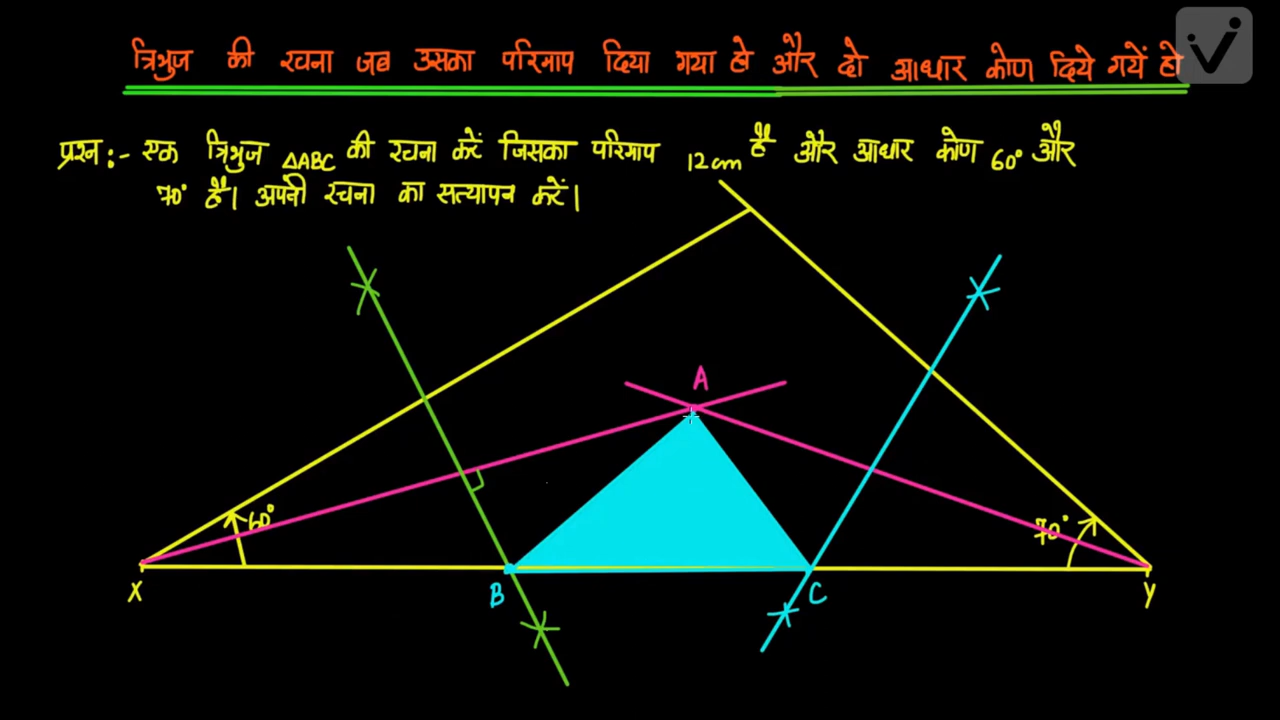 त्रिभुज की रचना जब उसका परिमाप दिया गया हो और दो आधार कोण दिये गयें हो
प्रश्न:- एक त्रिभुज ΔABC की रचना करें जिसका परिमाप 12cm है और आधार कोण 60° और
70° है। अपनी रचना का सत्यापन करें।
A
60°
70°
X
B
C
Y